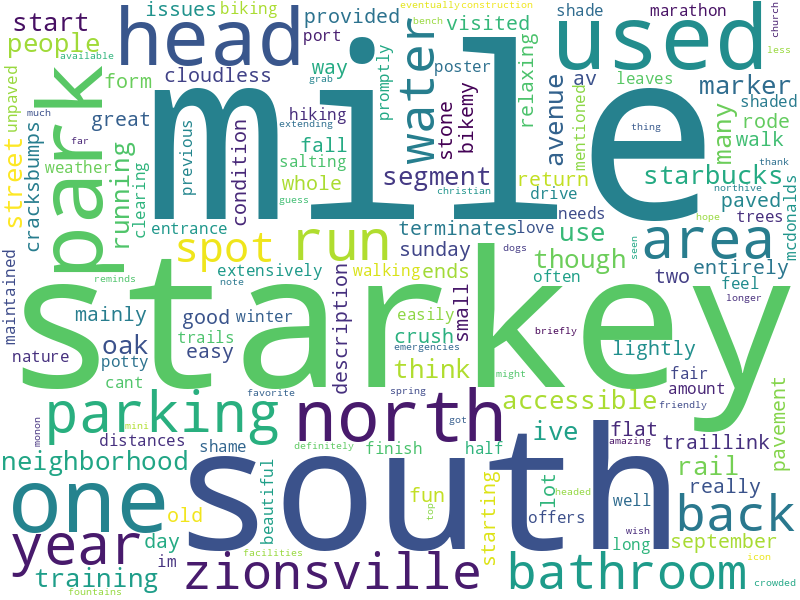 eventually construction
issues biking provided shade marathon church
start head port bench used less
people visited
available cloudless way promptly poster
unpaved park water relaxing avenue av leaves marker
form grab stone bikemy
much great mile hiking mentioned many shaded mcdonalds
cracksbumps running previous condition extending fall rode walk
street thing
far salting
weather clearing whole segment return starbucks thank
entrance drive paved northive
terminates love needs trees hope
maintained spot run sunday use area
dogs though two entirely
extensively walking ends often seen feel
reminds starkey longer
note description small
mainly good winter easily briefly
nature trails oak easy crush emergencies lightly
potty think might fair
cant spring accessible amount
favorite friendly
parking north got flat pavement
mini ive amazing traillink
monon distances shame definitely finish half
neighborhood rail
beautiful south starting lot really
top headed well
one fun icon offers wish back
old long
year day september
im zionsville christian bathroom
training facilities crowded
fountains guess